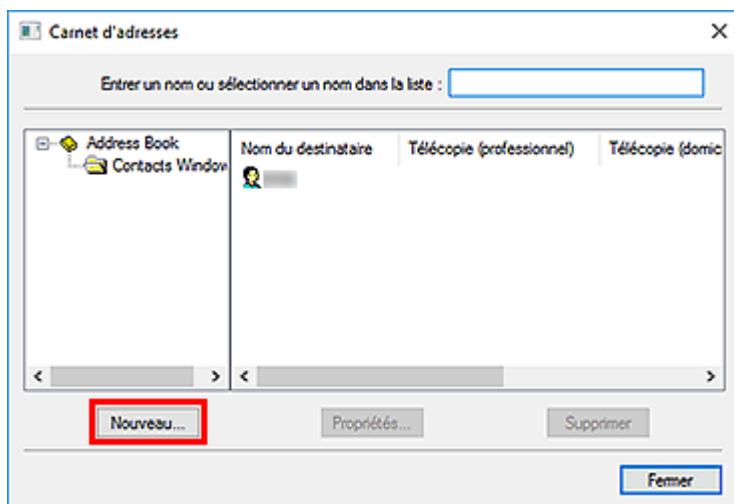 Carnet d'adresses
Entrer un nom ou sélectionner un nom dans la liste :
Address Book
Contacts Window
Nom du destinataire Télécopie (professionnel) Télécopie (domic
Nouveau... Propriétés... Supprimer
Fermer